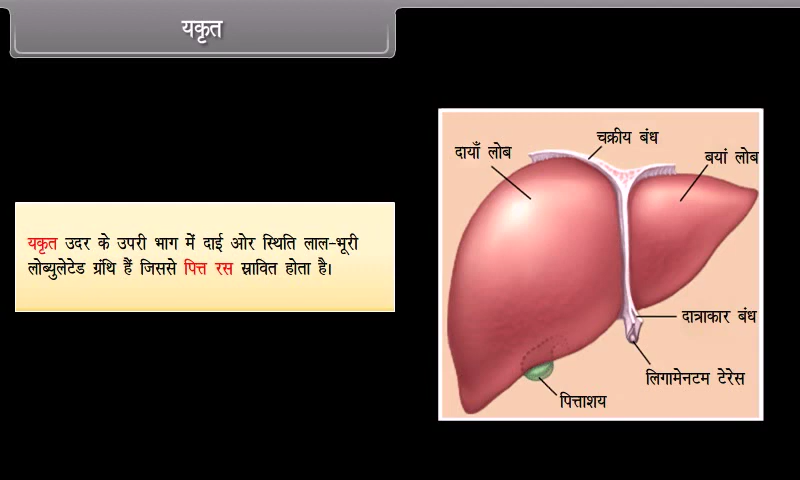 यकृत
यकृत उदर के उपरी भाग में दाई ओर स्थिति लाल-भूरी
लोब्युलेटेड ग्रंथि हैं जिससे पित्त रस स्रावित होता है।
चक्रीय बंध
दायाँ लोब
बयां लोब
दात्राकार बंध
लिगामेनटम टेरेस
पित्ताशय